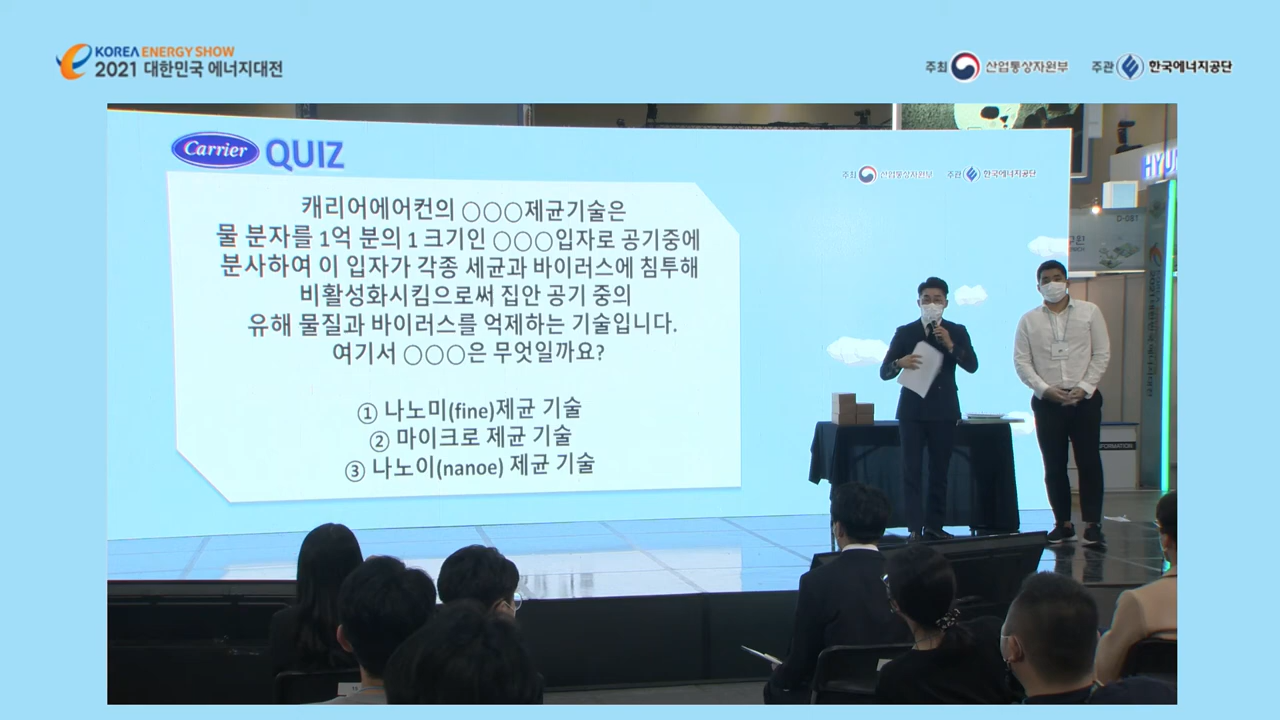 KOREA ENERGY SHOW
2021 대한민국 에너지대전
주최 산업통상자원부 주관 한국에너지공단
Carrier QUIZ
주최 산업통상자원부 주관 한국에너지공단
캐리어에어컨의 ○○○제균기술은
물 분자를 1억 분의 1 크기인 ○○○입자로 공기중에
분사하여 이 입자가 각종 세균과 바이러스에 침투해
비활성화시킴으로써 집안 공기 중의
유해 물질과 바이러스를 억제하는 기술입니다.
여기서 ○○○은 무엇일까요?
① 나노미(fine)제균 기술
② 마이크로 제균 기술
③ 나노이(nanoe) 제균 기술
D-081